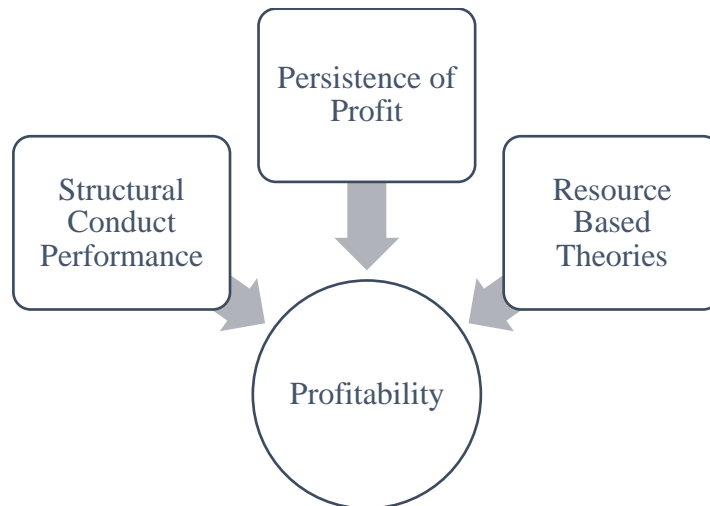 Persistence of
Profit
Structural
Conduct
Performance
Resource
Based
Theories
Profitability